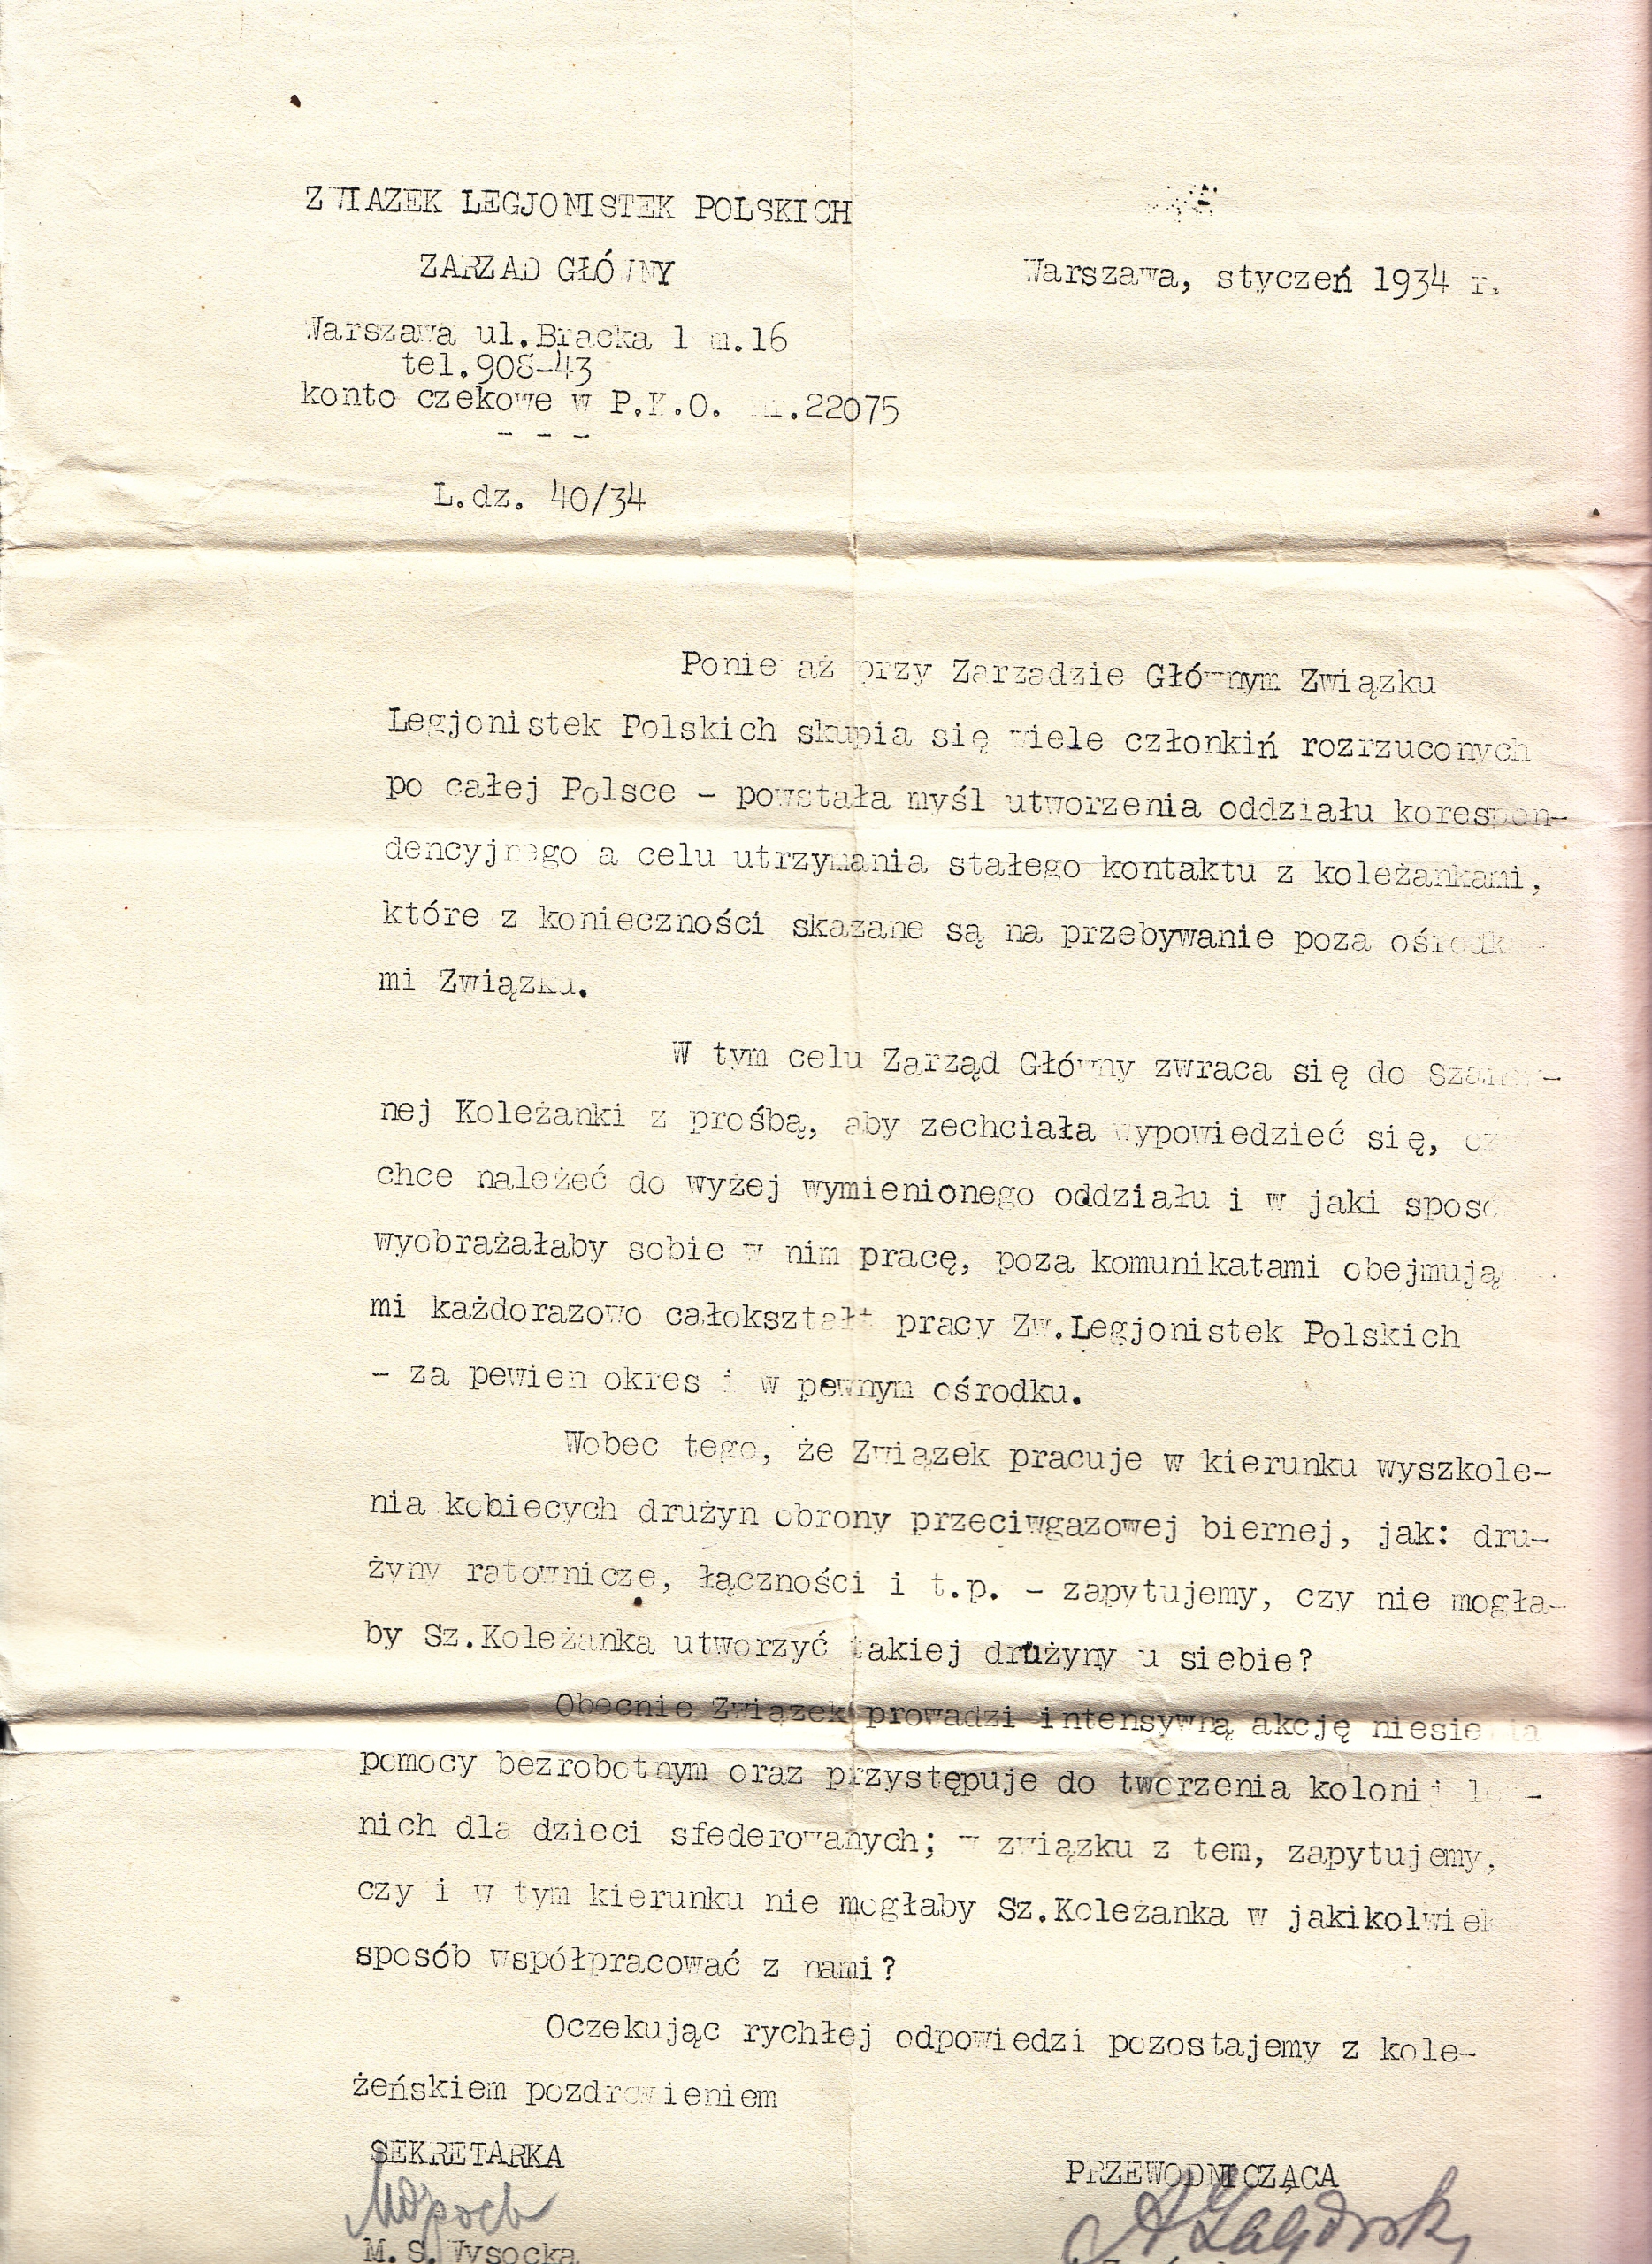 ZWIAZEK LEGJONISTEK POLSKICH
ZARZAD GŁÓWNY
Warszawa, styczeń 1934 r.
Warszawa ul.Bracka 1 m.16
tel.908-43
konto czekowe w P.K.O. nr.22075
- - -
L.dz. 40/34
Ponieważ przy Zarzadzie Głównym Związku
Legjonistek Polskich skupia się wiele członkiń rozrzuconych
po całej Polsce - powstała myśl utworzenia oddziału korespon-
dencyjnego a celu utrzymania stałego kontaktu z koleżankami,
które z konieczności skazane są na przebywanie poza ośrodka-
mi Związku.
W tym celu Zarząd Główny zwraca się do Szanow-
nej Koleżanki z prośbą, aby zechciała wypowiedzieć się, czy
chce należeć do wyżej wymienionego oddziału i w jaki sposó
wyobrażałaby sobie w nim pracę, poza komunikatami obejmują
mi każdorazowo całokształt pracy Zw.Legjonistek Polskich
- za pewien okres i w pewnym ośrodku.
Wobec tego, że Związek pracuje w kierunku wyszkole-
nia kobiecych drużyn obrony przeciwgazowej biernej, jak: dru-
żyny ratownicze, łączności i t.p. - zapytujemy, czy nie mogła-
by Sz.Koleżanka utworzyć takiej drużyny u siebie?
Obecnie Związek prowadzi intensywną akcję niesienia
pomocy bezrobotnym oraz przystępuje do tworzenia kolonij let-
nich dla dzieci sfederowanych; w związku z tem, zapytujemy,
czy i w tym kierunku nie mogłaby Sz.Koleżanka w jakikolwiek
sposób współpracować z nami?
Oczekując rychłej odpowiedzi pozostajemy z kole-
żeńskiem pozdrowieniem
SEKRETARKA
PRZEWODNICZĄCA
M. S. Wysocka